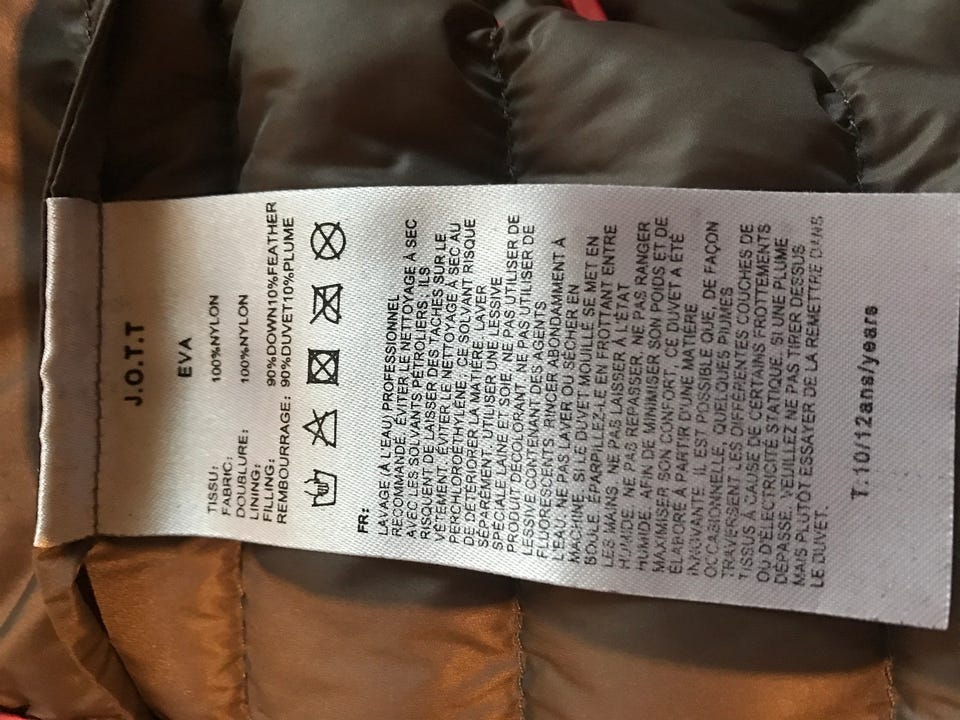 J.O.T.T
EVA
TISSU: 100%NYLON
FABRIC:
DOUBLURE: 100%NYLON
LINING:
FILLING: 90%DOWN10%FEATHER
REMBOURRAGE: 90%DUVET10%PLUME
FR:
LAVAGE À L'EAU PROFESSIONNEL
RECOMMANDÉ. ÉVITER LE NETTOYAGE À SEC
AVEC LES SOLVANTS PÉTROLIERS : ILS
RISQUENT DE LAISSER DES TACHES SUR LE
VÊTEMENT. ÉVITER LE NETTOYAGE À SEC AU
PERCHLOROÉTHYLÈNE : CE SOLVANT RISQUE
DE DÉTERIORER LA MATIÈRE. LAVER
SÉPARÉMENT. UTILISER UNE LESSIVE
SPÉCIALE LAINE ET SOIE. NE PAS UTILISER DE
PRODUIT DÉCOLORANT. NE PAS UTILISER DE
LESSIVE CONTENANT DES AGENTS
FLUORESCENTS. RINCER ABONDAMMENT À
L'EAU. NE PAS LAVER OU SÉCHER EN
MACHINE. SI LE DUVET MOUILLÉ SE MET EN
BOULE, ÉPARPILLEZ-LE EN FROTTANT ENTRE
LES MAINS. NE PAS LAISSER À L'ÉTAT
HUMIDE. NE PAS REPASSER. NE PAS RANGER
HUMIDE. AFIN DE MINIMISER SON POIDS ET DE
MAXIMISER SON CONFORT, CE DUVET A ÉTÉ
ÉLABORÉ À PARTIR D'UNE MATIÈRE
INNOVANTE. IL EST POSSIBLE QUE, DE FAÇON
OCCASIONNELLE, QUELQUES PLUMES
TRAVERSENT LES DIFFÉRENTES COUCHES DE
TISSUS À CAUSE DE CERTAINS FROTTEMENTS
OU D'ÉLECTRICITÉ STATIQUE. SI UNE PLUME
DÉPASSE, VEUILLEZ NE PAS TIRER DESSUS
MAIS PLUTÔT ESSAYER DE LA REMETTRE DANS
LE DUVET.
T: 10/12ans/years